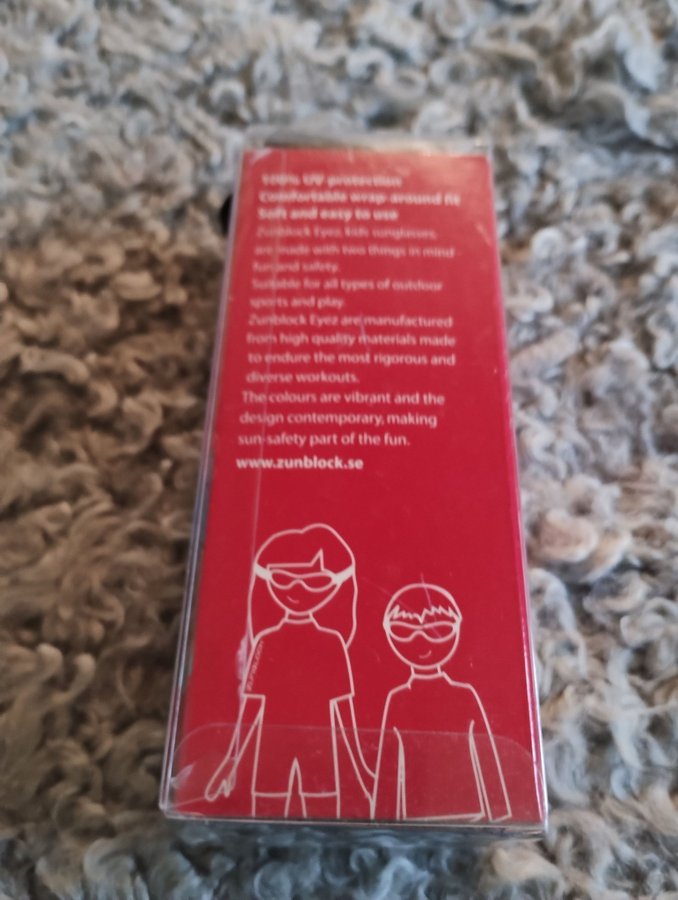 100% UV protection
Comfortable wrap-around fit
Soft and easy to use
Zunblock Eyez, kids sunglasses,
are made with two things in mind
fun and safety.
Suitable for all types of outdoor
sports and play.
Zunblock Eyez are manufactured
from high quality materials made
to endure the most rigorous and
diverse workouts.
The colours are vibrant and the
design contemporary, making
sun-safety part of the fun.
www.zunblock.se